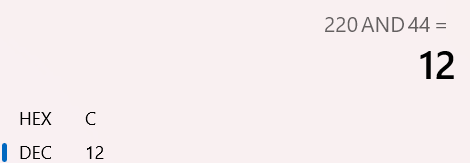 220 AND 44 =
12
HEX C
DEC 12